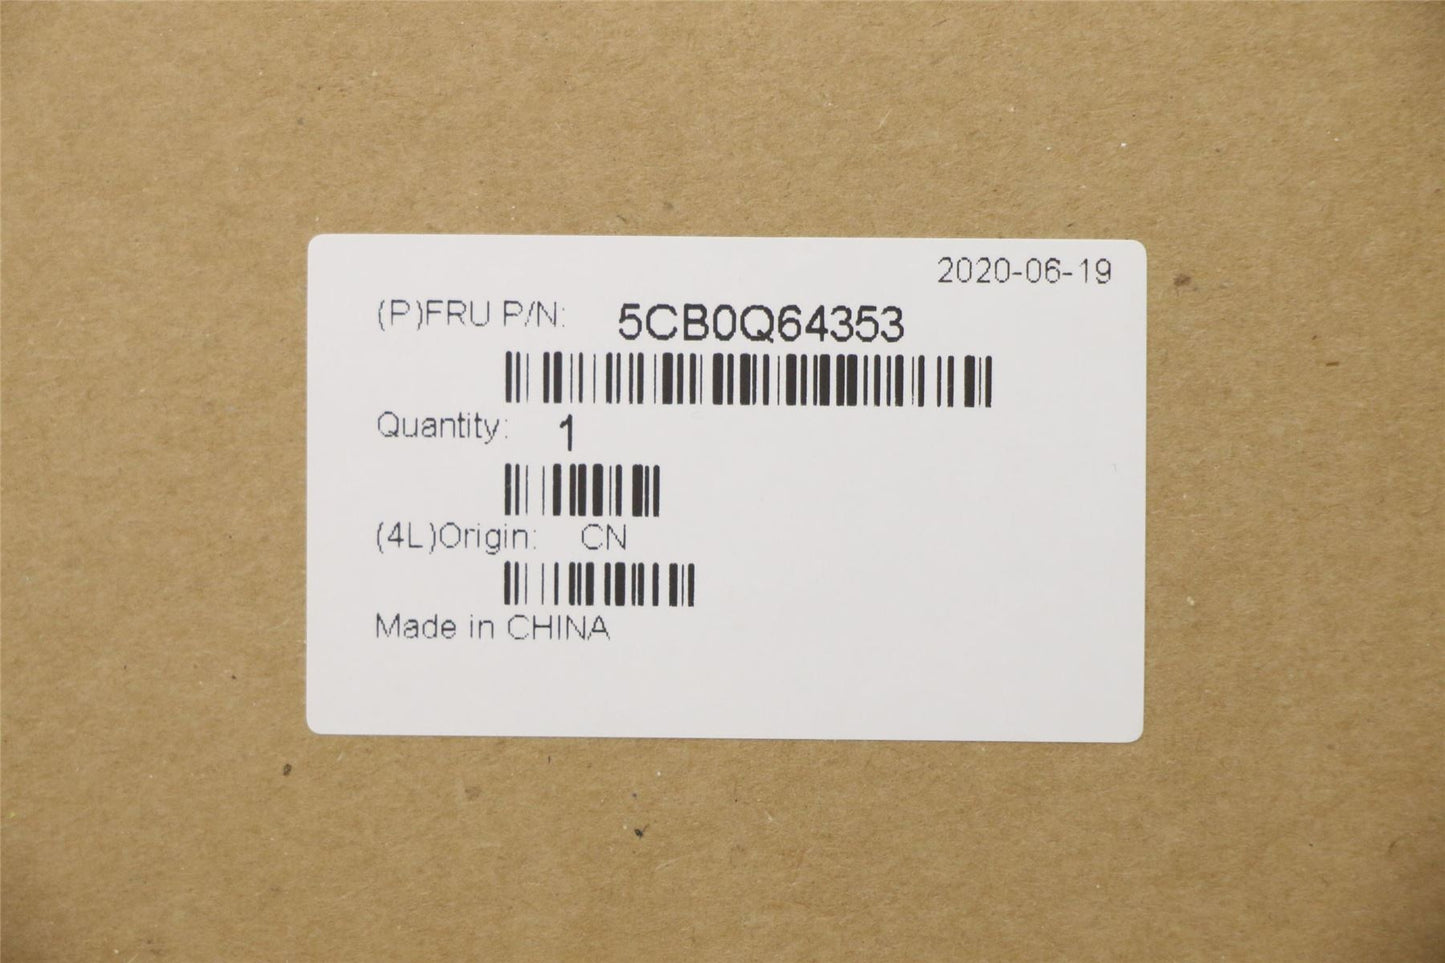 2020-06-19
(P)FRU P/N: 5CB0Q64353
Quantity: 1
(4L)Origin: CN
Made in CHINA